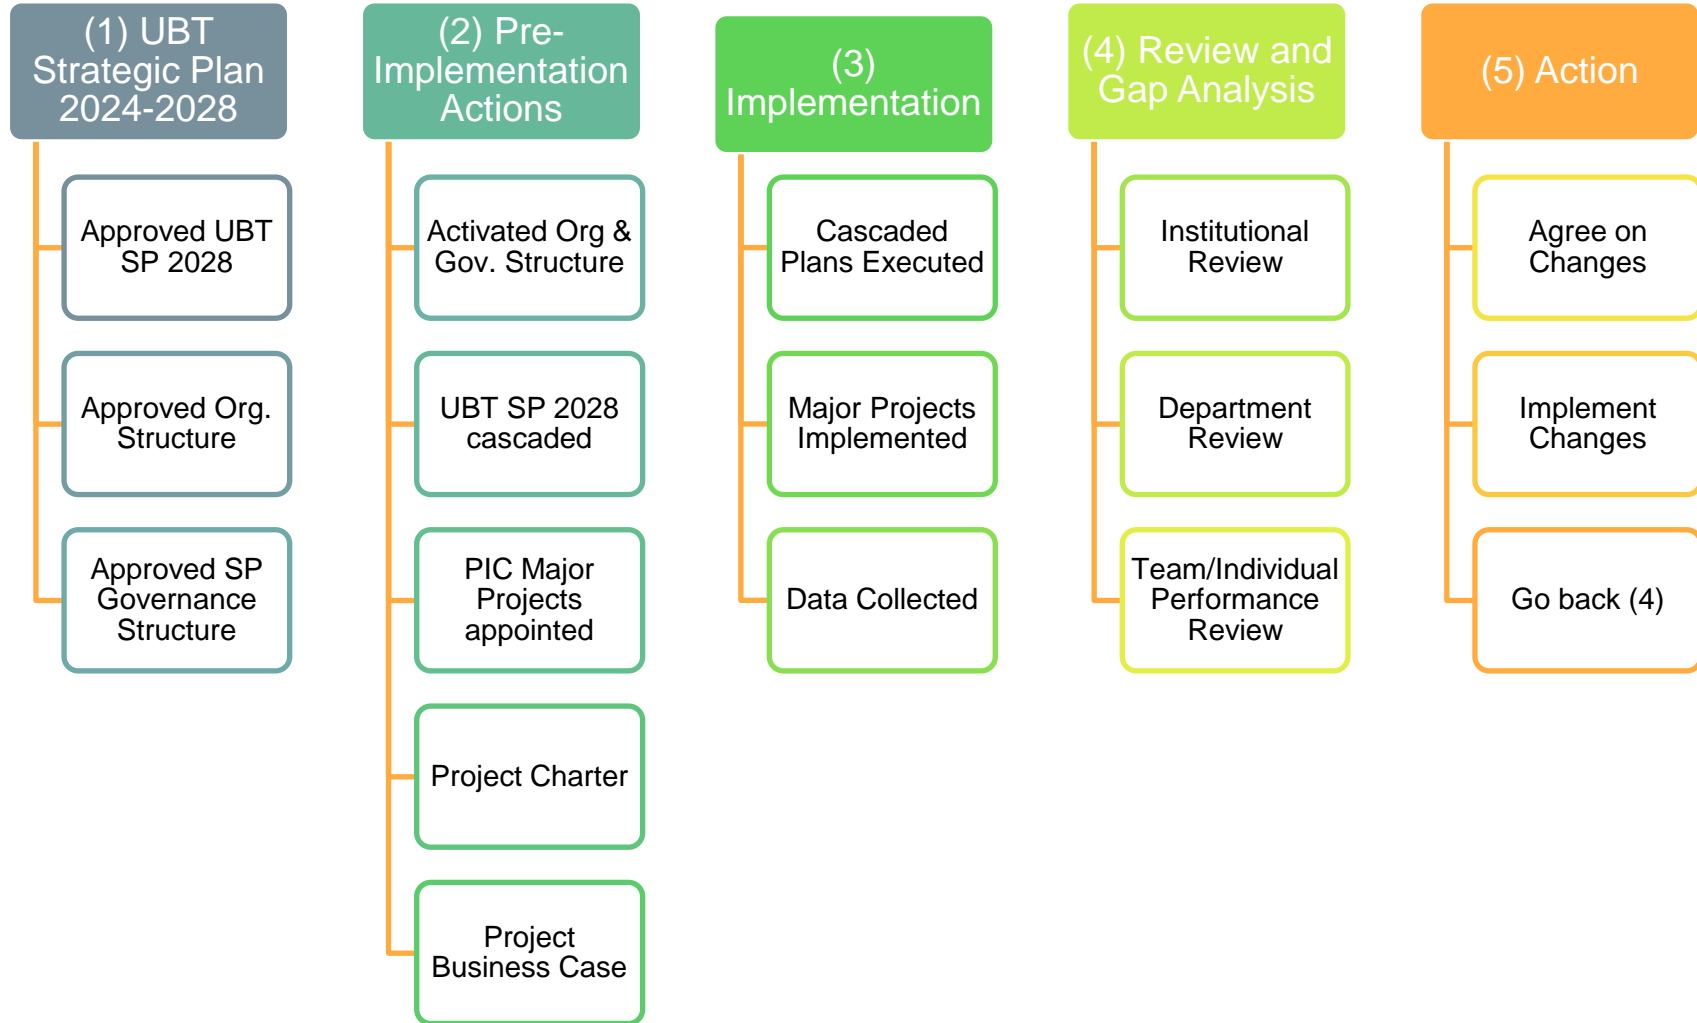 (1) UBT
Strategic Plan
2024-2028
Approved UBT
SP 2028
Approved Org.
Structure
Approved SP
Governance
Structure
(2) Pre-
Implementation
Actions
Activated Org &
Gov. Structure
UBT SP 2028
cascaded
PIC Major
Projects
appointed
Project Charter
Project
Business Case
(3)
Implementation
Cascaded
Plans Executed
Major Projects
Implemented
Data Collected
(4) Review and
Gap Analysis
Institutional
Review
Department
Review
Team/Individual
Performance
Review
(5) Action
Agree on
Changes
Implement
Changes
Go back (4)